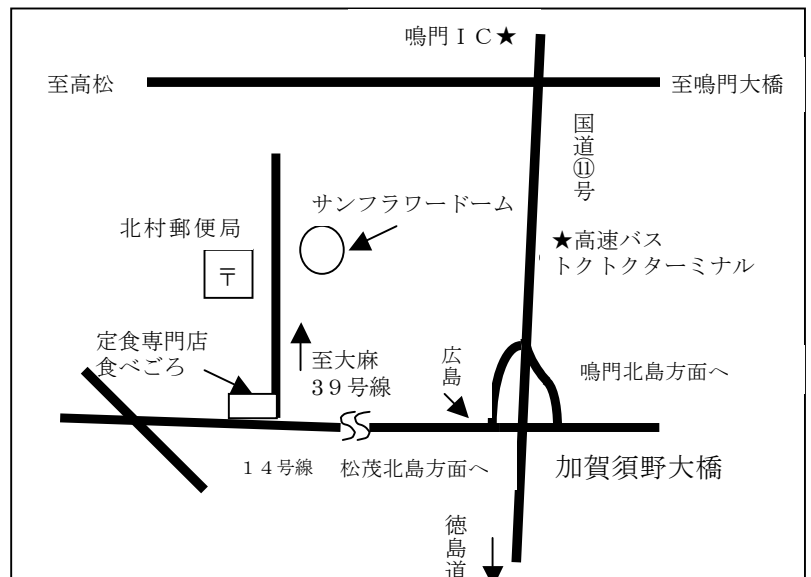 鳴門ＩＣ★
至高松
至鳴門大橋
国道⑪号
サンフラワードーム
北村郵便局
〒
★高速バス
トクトクターミナル
定食専門店
食べごろ
至大麻
３９号線
広島
鳴門北島方面へ
１４号線
松茂北島方面へ
加賀須野大橋
徳島道